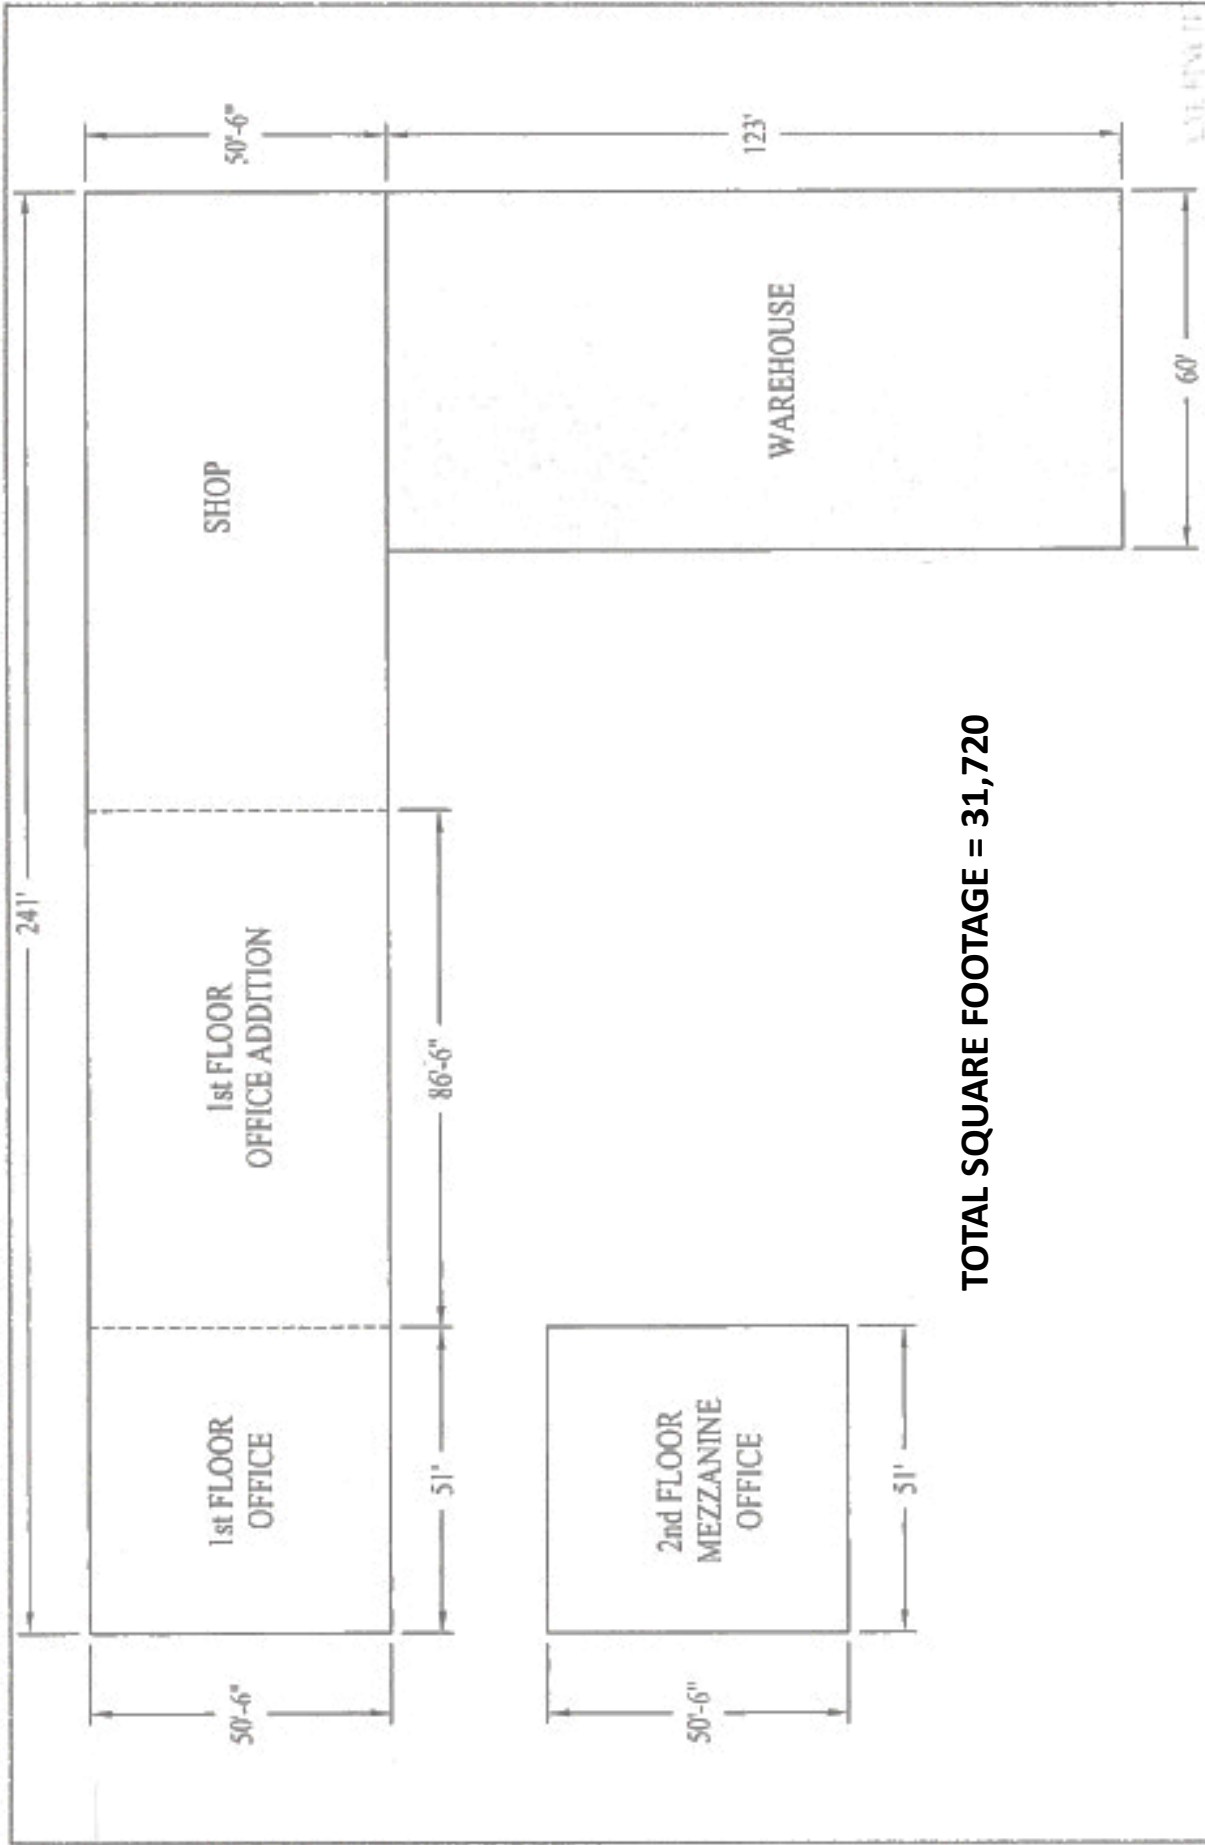 241'
50'-6"
1st FLOOR
OFFICE
1st FLOOR
OFFICE ADDITION
SHOP
50'-6"
51'
86'-6"
123'
WAREHOUSE
60'
50'-6"
2nd FLOOR
MEZZANINE
OFFICE
51'
TOTAL SQUARE FOOTAGE = 31,720